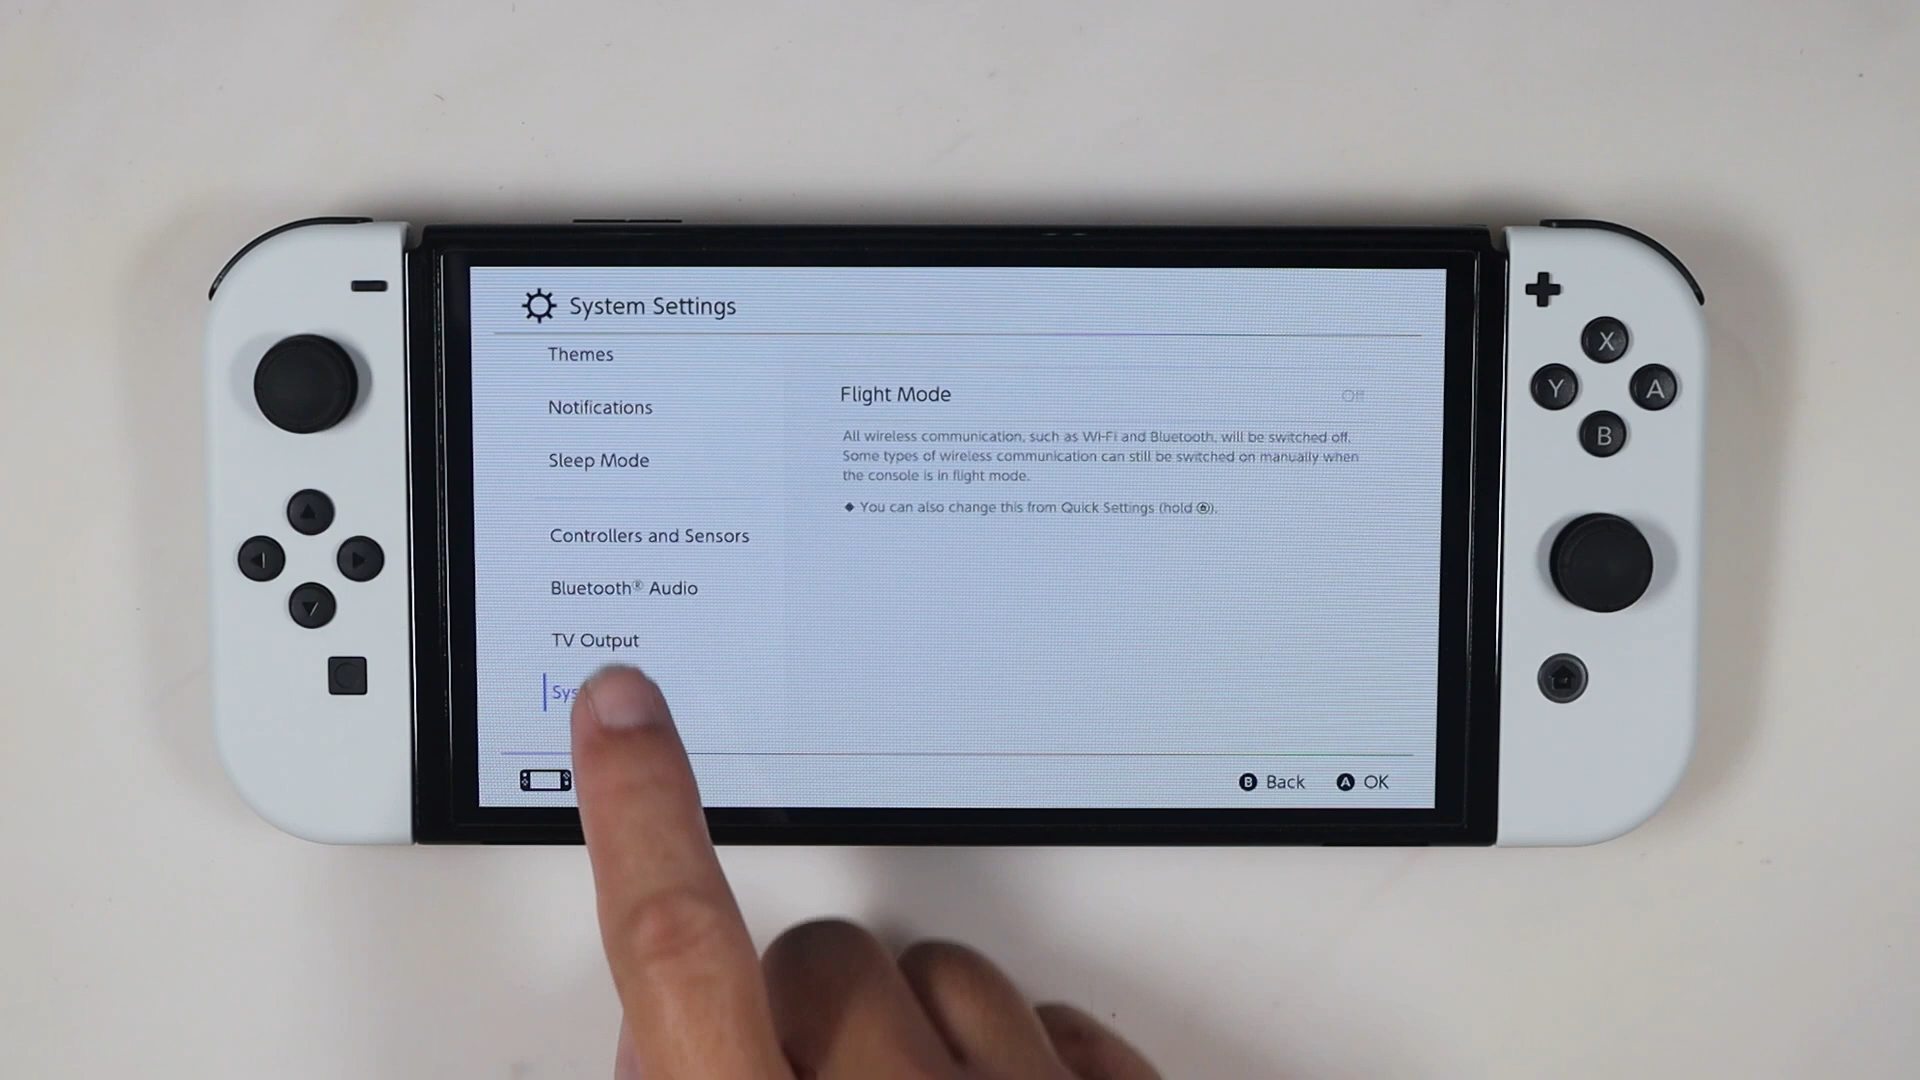 System Settings
Themes
Notifications
Sleep Mode
Controllers and Sensors
Bluetooth® Audio
TV Output
Flight Mode
Off
All wireless communication, such as Wi-Fi and Bluetooth, will be switched off.
Some types of wireless communication can still be switched on manually when
the console is in flight mode.
◆ You can also change this from Quick Settings (hold ).
B Back
A OK
X
Y
A
B